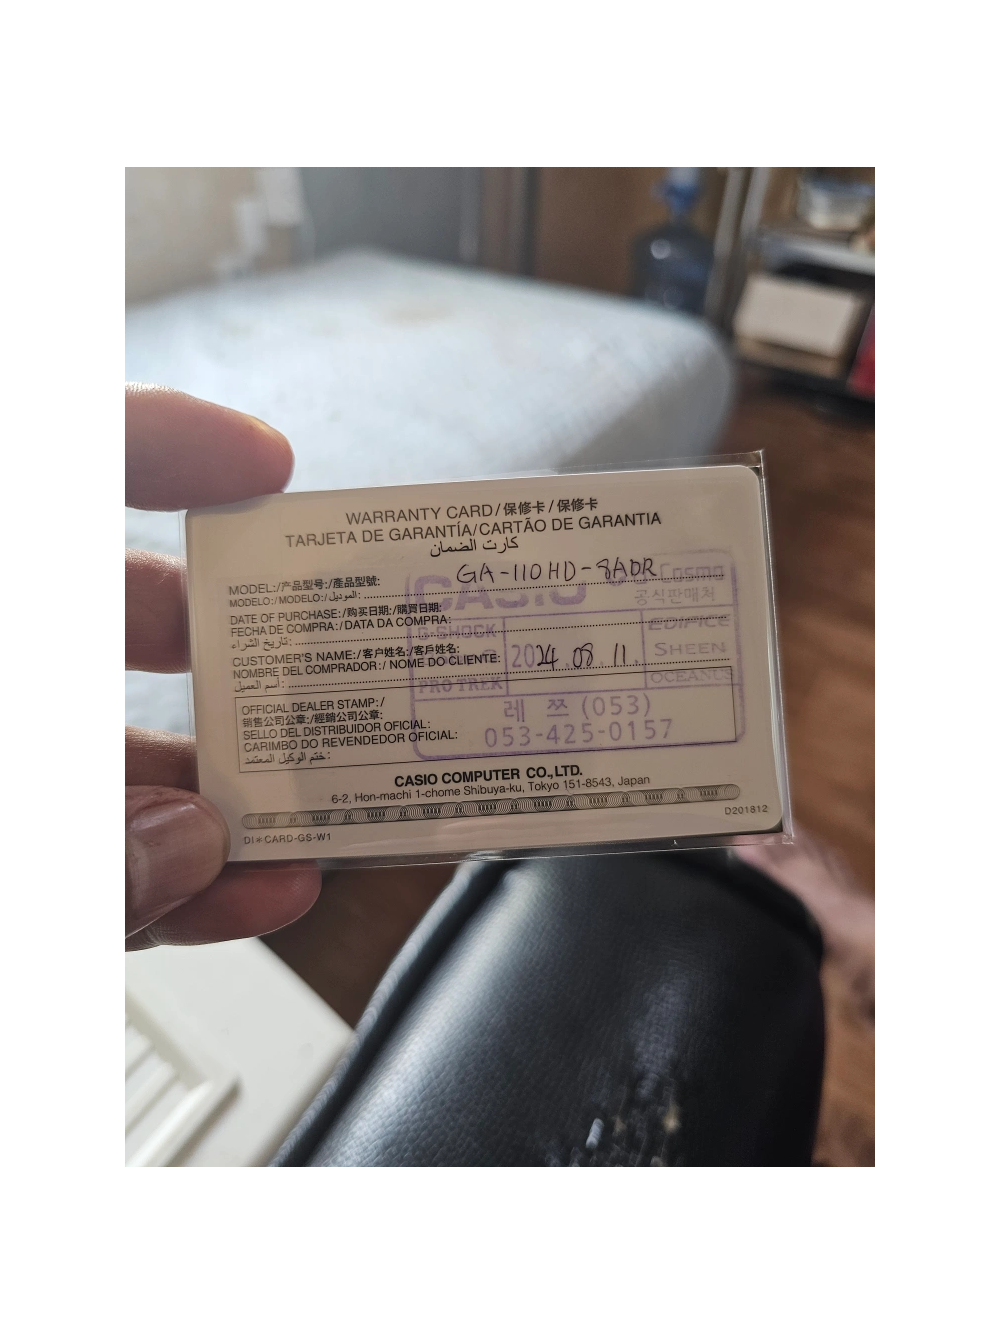 WARRANTY CARD/保修卡/保修卡
TARJETA DE GARANTÍA/CARTÃO DE GARANTIA
كارت الضمان
MODEL:/产品型号:/產品型號:
GA-110HD-8ADR
MODELO:/MODELO:/الموديل:
CASIO
Cosmo
공식판매처
DATE OF PURCHASE:/购买日期:/購買日期:
FECHA DE COMPRA:/DATA DA COMPRA:
تاريخ الشراء:
G-SHOCK
EDIFICE
CUSTOMER'S NAME:/客户姓名:/客戶姓名:
NOMBRE DEL COMPRADOR:/NOME DO CLIENTE:
اسم العميل:
2024.08.11.
SHEEN
PRO TREK
OCEANUS
OFFICIAL DEALER STAMP:/
销售公司公章:/經銷公司公章:
SELLO DEL DISTRIBUIDOR OFICIAL:
CARIMBO DO REVENDEDOR OFICIAL:
ختم الوكيل المعتمد:
레 쯔 (053)
053-425-0157
CASIO COMPUTER CO.,LTD.
6-2, Hon-machi 1-chome Shibuya-ku, Tokyo 151-8543, Japan
D201812
DI*CARD-GS-W1